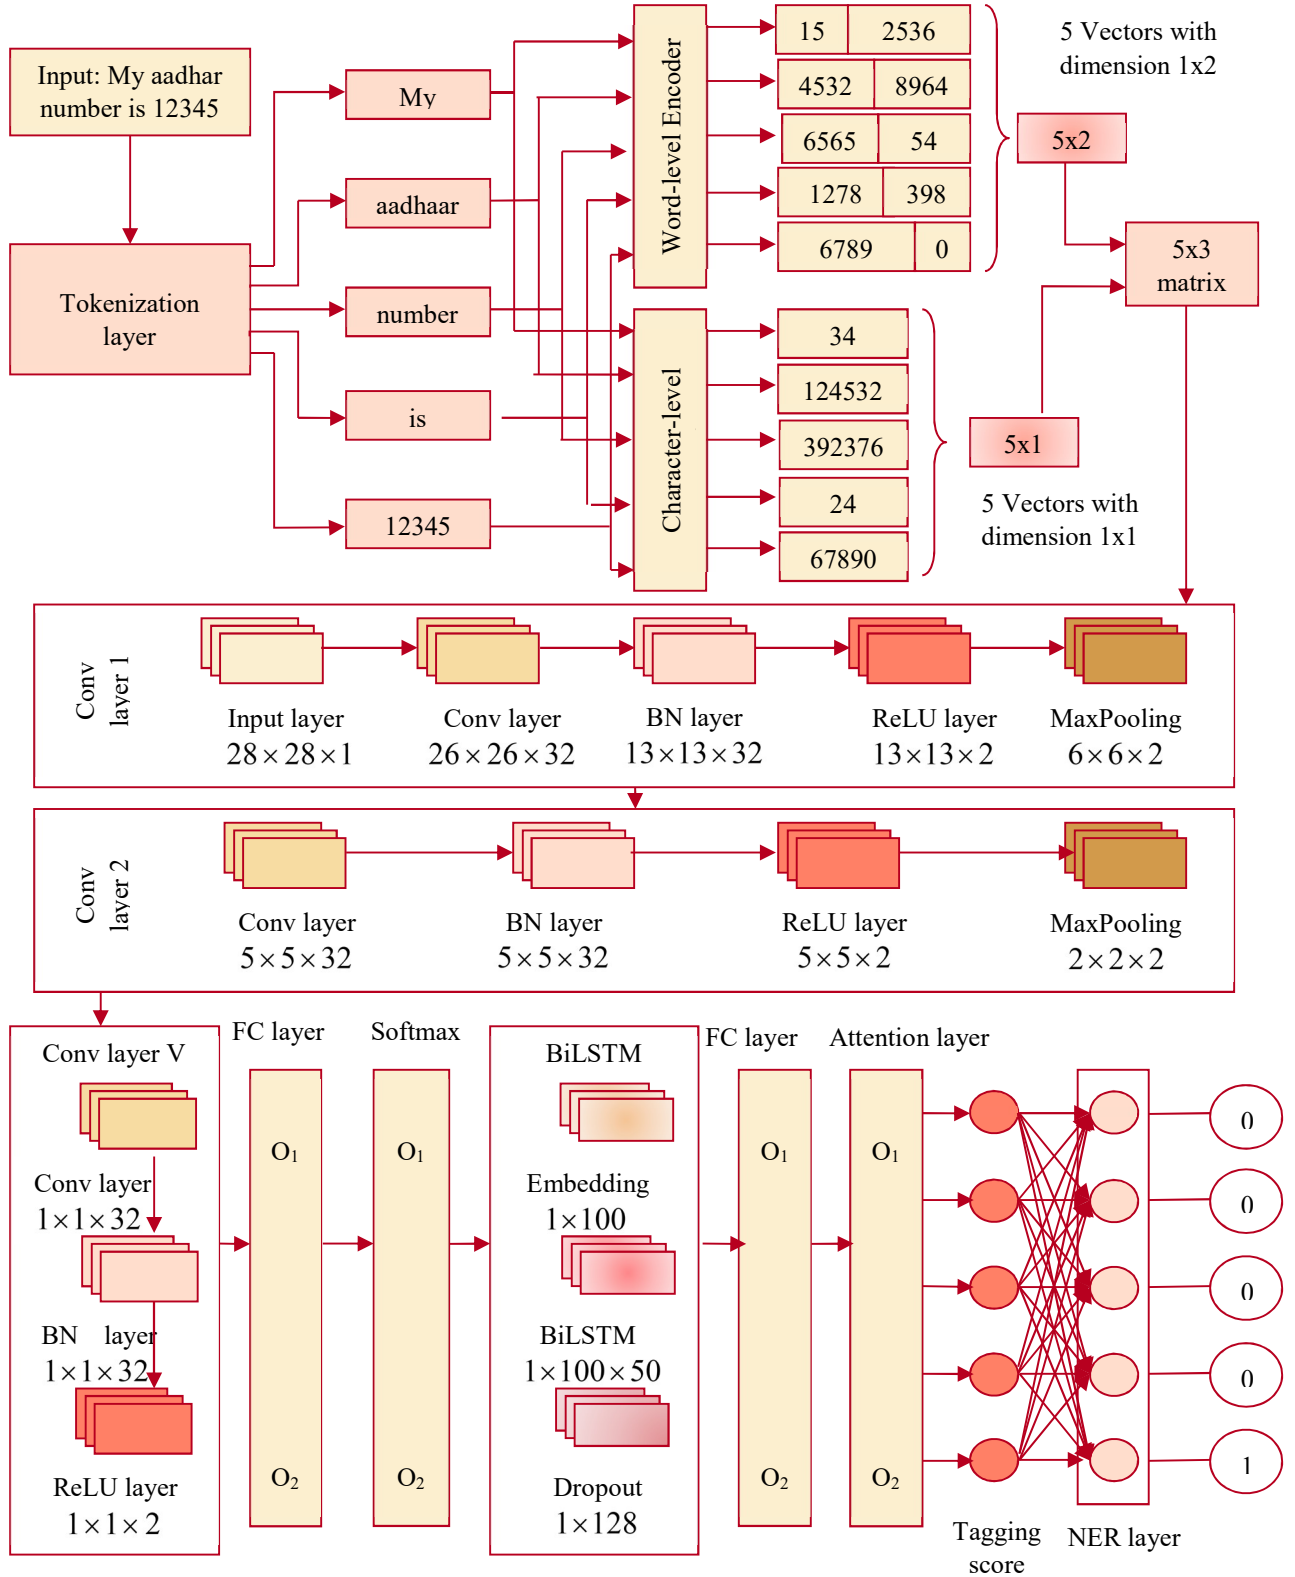 Input: My aadhar
number is 12345
Tokenization
layer
My
aadhaar
number
is
12345
Word-level Encoder
Character-level
15 2536
4532 8964
6565 54
1278 398
6789 0
34
124532
392376
24
67890
5 Vectors with
dimension 1x2
5x2
5x3
matrix
5x1
5 Vectors with
dimension 1x1
Conv
layer 1
Input layer
28×28×1
Conv layer
26×26×32
BN layer
13×13×32
ReLU layer
13×13×2
MaxPooling
6×6×2
Conv
layer 2
Conv layer
5×5×32
BN layer
5×5×32
ReLU layer
5×5×2
MaxPooling
2×2×2
Conv layer V
Conv layer
1×1×32
BN layer
1×1×32
ReLU layer
1×1×2
FC layer
O1
O2
Softmax
O1
O2
BiLSTM
Embedding
1×100
BiLSTM
1×100×50
Dropout
1×128
FC layer
O1
O2
Attention layer
O1
O2
Tagging
score
NER layer
0
0
0
0
1